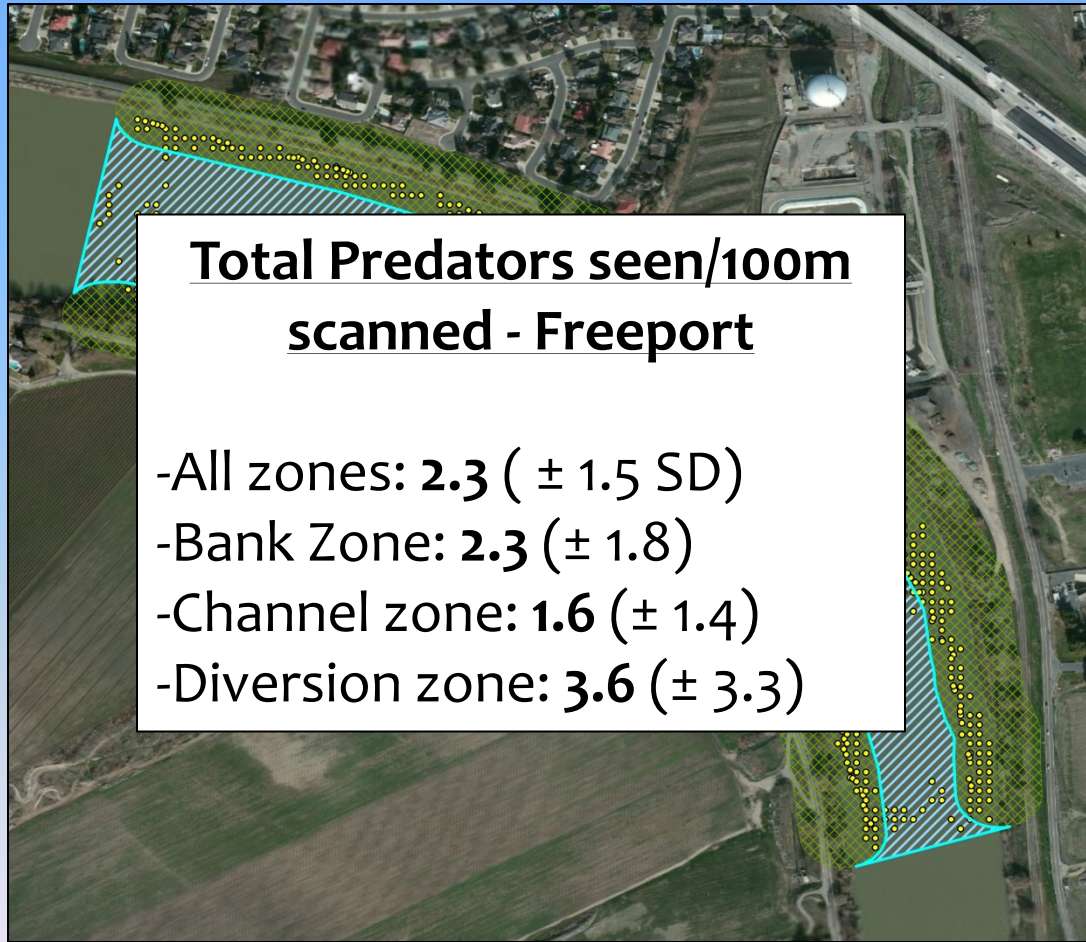 Total Predators seen/100m
scanned - Freeport
-All zones: 2.3 ( ± 1.5 SD)
-Bank Zone: 2.3 (± 1.8)
-Channel zone: 1.6 (± 1.4)
-Diversion zone: 3.6 (± 3.3)